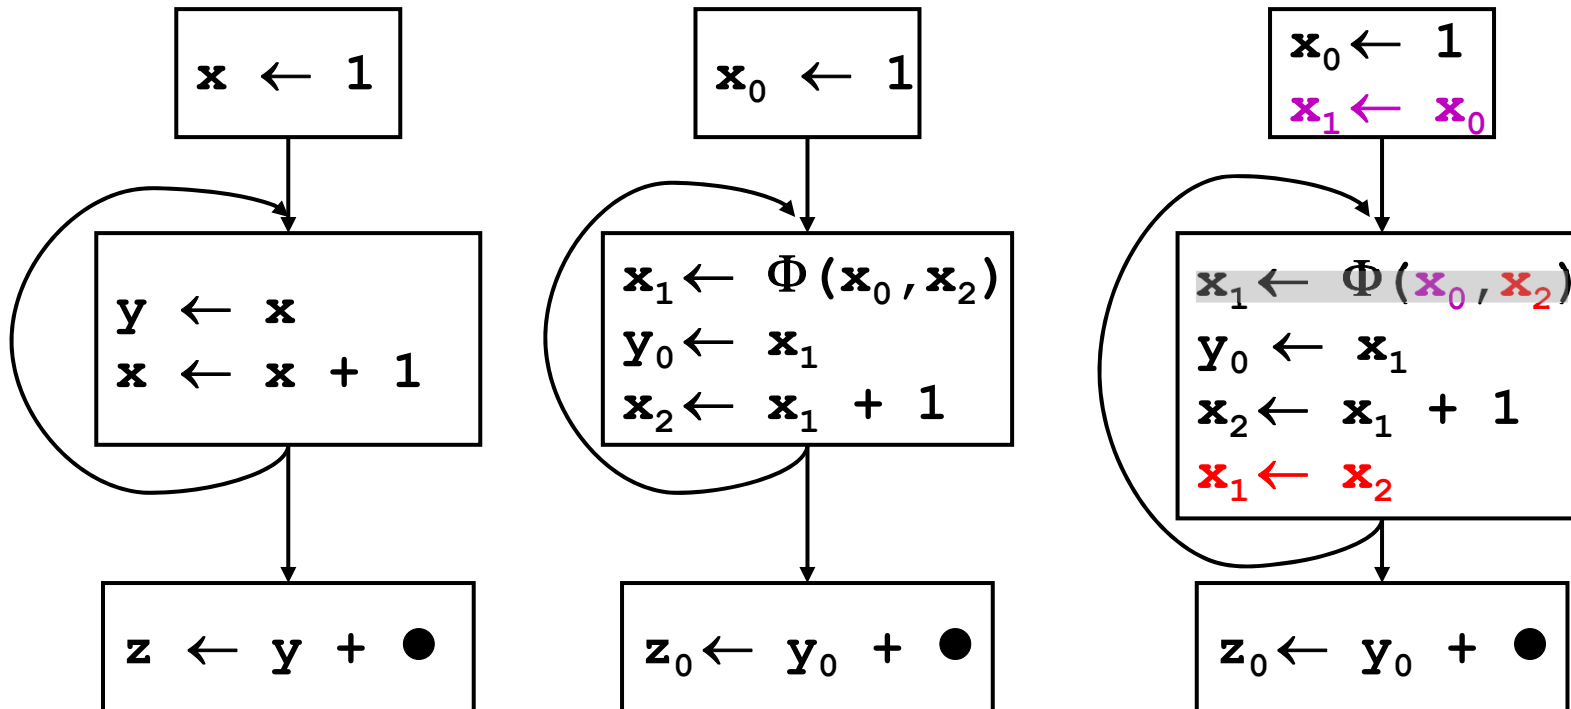 x ← 1
y ← x
x ← x + 1
z ← y + ●
x₀ ← 1
x₁ ← Φ(x₀,x₂)
y₀ ← x₁
x₂ ← x₁ + 1
z₀ ← y₀ + ●
x₀ ← 1
x₁ ← x₀
x₁ ← Φ(x₀,x₂)
y₀ ← x₁
x₂ ← x₁ + 1
x₁ ← x₂
z₀ ← y₀ + ●